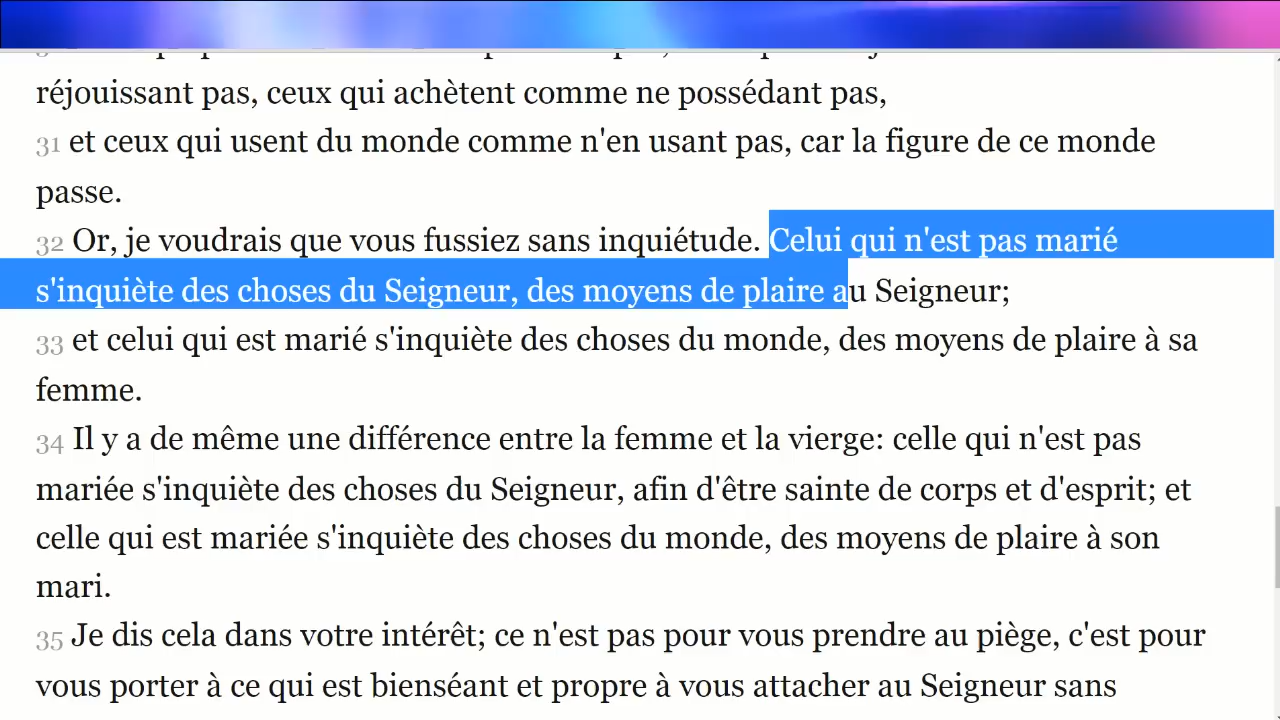 réjouissant pas, ceux qui achètent comme ne possédant pas,
31 et ceux qui usent du monde comme n'en usant pas, car la figure de ce monde
passe.
32 Or, je voudrais que vous fussiez sans inquiétude. Celui qui n'est pas marié
s'inquiète des choses du Seigneur, des moyens de plaire au Seigneur;
33 et celui qui est marié s'inquiète des choses du monde, des moyens de plaire à sa
femme.
34 Il y a de même une différence entre la femme et la vierge: celle qui n'est pas
mariée s'inquiète des choses du Seigneur, afin d'être sainte de corps et d'esprit; et
celle qui est mariée s'inquiète des choses du monde, des moyens de plaire à son
mari.
35 Je dis cela dans votre intérêt; ce n'est pas pour vous prendre au piège, c'est pour
vous porter à ce qui est bienséant et propre à vous attacher au Seigneur sans